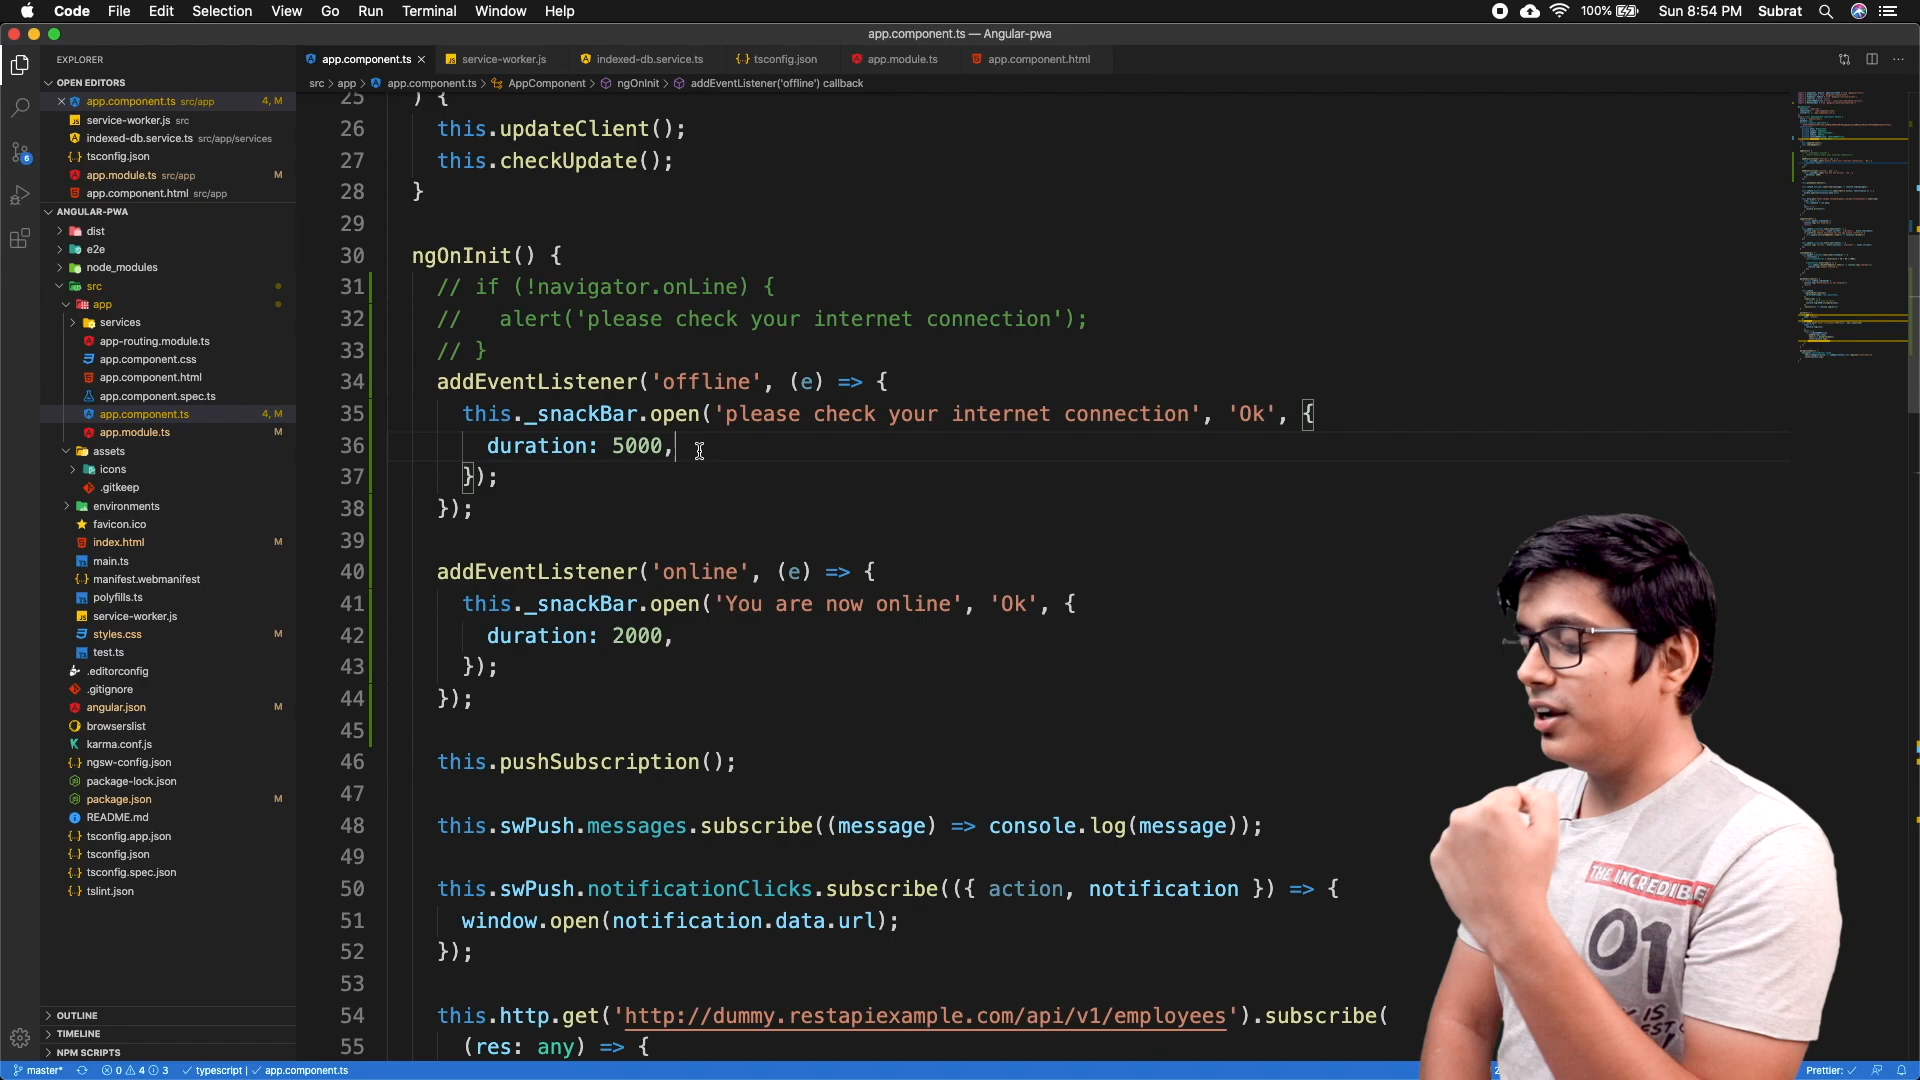 Code File Edit Selection View Go Run Terminal Window Help 100% Sun 8:54 PM Subrat
app.component.ts — Angular-pwa
EXPLORER
app.component.ts
service-worker.js
indexed-db.service.ts
tsconfig.json
app.module.ts
app.component.html
src > app > app.component.ts > AppComponent > ngOnInit > addEventListener('offline') callback
OPEN EDITORS
app.component.ts src/app 4, M
service-worker.js src
indexed-db.service.ts src/app/services
tsconfig.json
app.module.ts src/app M
app.component.html src/app
ANGULAR-PWA
dist
e2e
node_modules
src
app
services
app-routing.module.ts
app.component.css
app.component.html
app.component.spec.ts
app.component.ts 4, M
app.module.ts M
assets
icons
.gitkeep
environments
favicon.ico
index.html M
main.ts
manifest.webmanifest
polyfills.ts
service-worker.js
styles.css M
test.ts
.editorconfig
.gitignore
angular.json M
browserslist
karma.conf.js
ngsw-config.json
package-lock.json
package.json M
README.md
tsconfig.app.json
tsconfig.json
tsconfig.spec.json
tslint.json
OUTLINE
TIMELINE
NPM SCRIPTS
25 ) {
26 this.updateClient();
27 this.checkUpdate();
28 }
29
30 ngOnInit() {
31 // if (!navigator.onLine) {
32 // alert('please check your internet connection');
33 // }
34 addEventListener('offline', (e) => {
35 this._snackBar.open('please check your internet connection', 'Ok', {
36 duration: 5000,
37 });
38 });
39
40 addEventListener('online', (e) => {
41 this._snackBar.open('You are now online', 'Ok', {
42 duration: 2000,
43 });
44 });
45
46 this.pushSubscription();
47
48 this.swPush.messages.subscribe((message) => console.log(message));
49
50 this.swPush.notificationClicks.subscribe(({ action, notification }) => {
51 window.open(notification.data.url);
52 });
53
54 this.http.get('http://dummy.restapiexample.com/api/v1/employees').subscribe(
55 (res: any) => {
THE INCREDIBLE
01
master* 0 4 3 typescript | app.component.ts
Prettier: